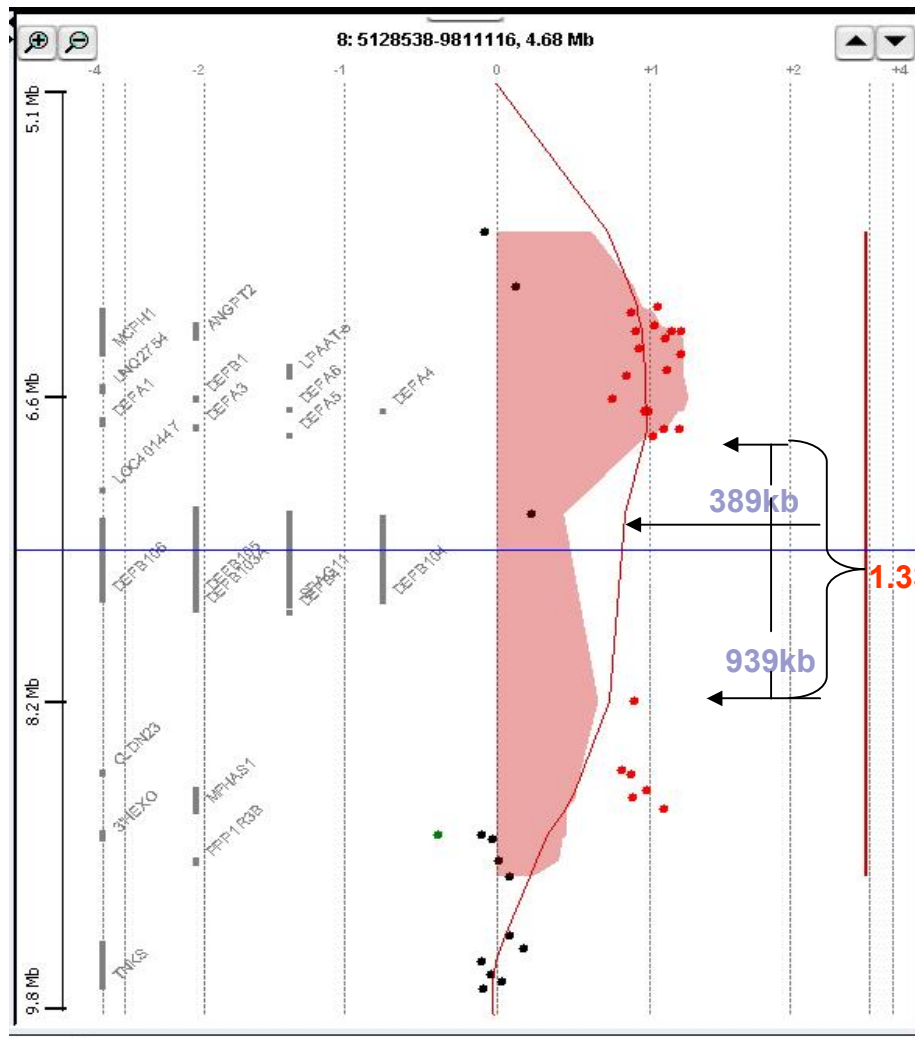 8: 5128538-9811116, 4.68 Mb
-4 -2 -1 0 +1 +2 +4
5.1 Mb
MCPH1
ANGPT2
UNQ2754
DEFB1
LPAAT-e
DEFA1
DEFA3
DEFA6
DEFA5
DEFA4
6.6 Mb
LOC401447
389kb
DEFB106
DEFB105
DEFB103A
SPAG11
DEFB4
DEFB104
1.33
939kb
8.2 Mb
CLDN23
MFHAS1
3'HEXO
PPP1R3B
TNKS
9.8 Mb